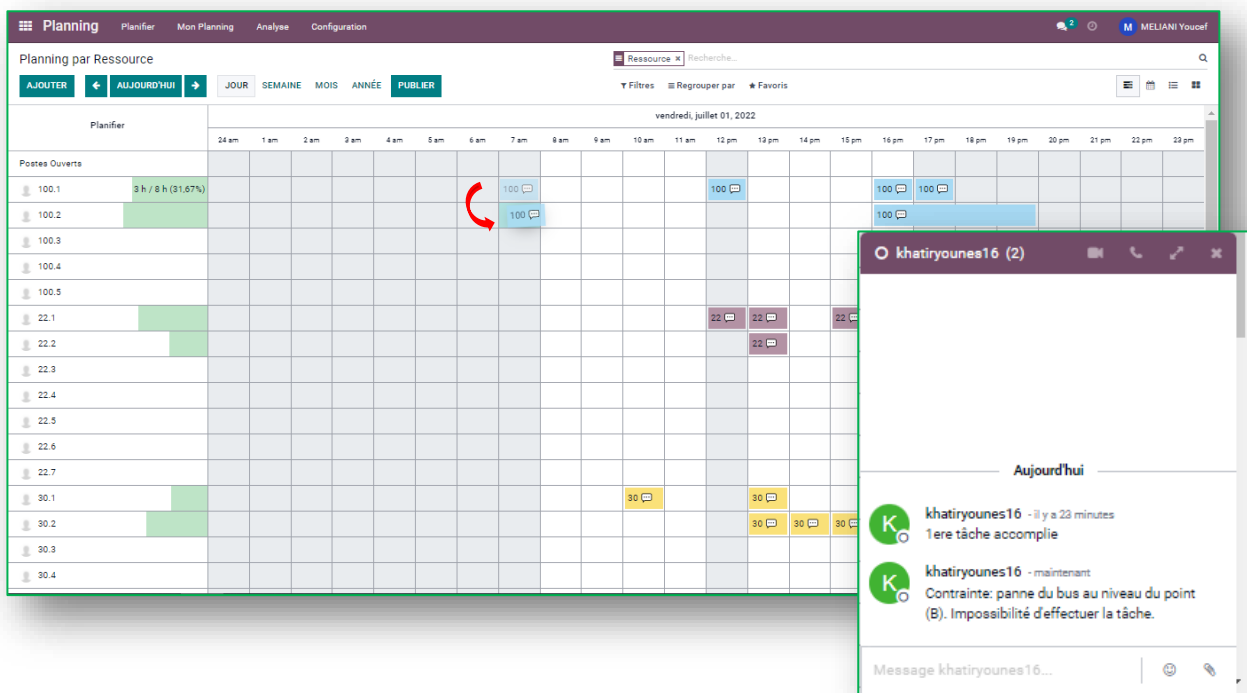 Planning Planifier Mon Planning Analyse Configuration 2 M MELIANI Youcef
Planning par Ressource
Ressource × Recherche...
AJOUTER AUJOURD'HUI JOUR SEMAINE MOIS ANNÉE PUBLIER
Filtres Regrouper par Favoris
Planifier
vendredi, juillet 01, 2022
24 am 1 am 2 am 3 am 4 am 5 am 6 am 7 am 8 am 9 am 10 am 11 am 12 pm 13 pm 14 pm 15 pm 16 pm 17 pm 18 pm 19 pm 20 pm 21 pm 22 pm 23 pm
Postes Ouverts
100.1 3 h / 8 h (31,67%) 100 100 100 100
100.2 100 100
100.3
100.4
100.5
22.1 22 22 22
22.2 22
22.3
22.4
22.5
22.6
22.7
30.1 30 30
30.2 30 30 30
30.3
30.4
khatiryounes16 (2)
Aujourd'hui
K
khatiryounes16 - il y a 23 minutes
1ere tâche accomplie
K
khatiryounes16 - maintenant
Contrainte: panne du bus au niveau du point
(B). Impossibilité d'effectuer la tâche.
Message khatiryounes16...